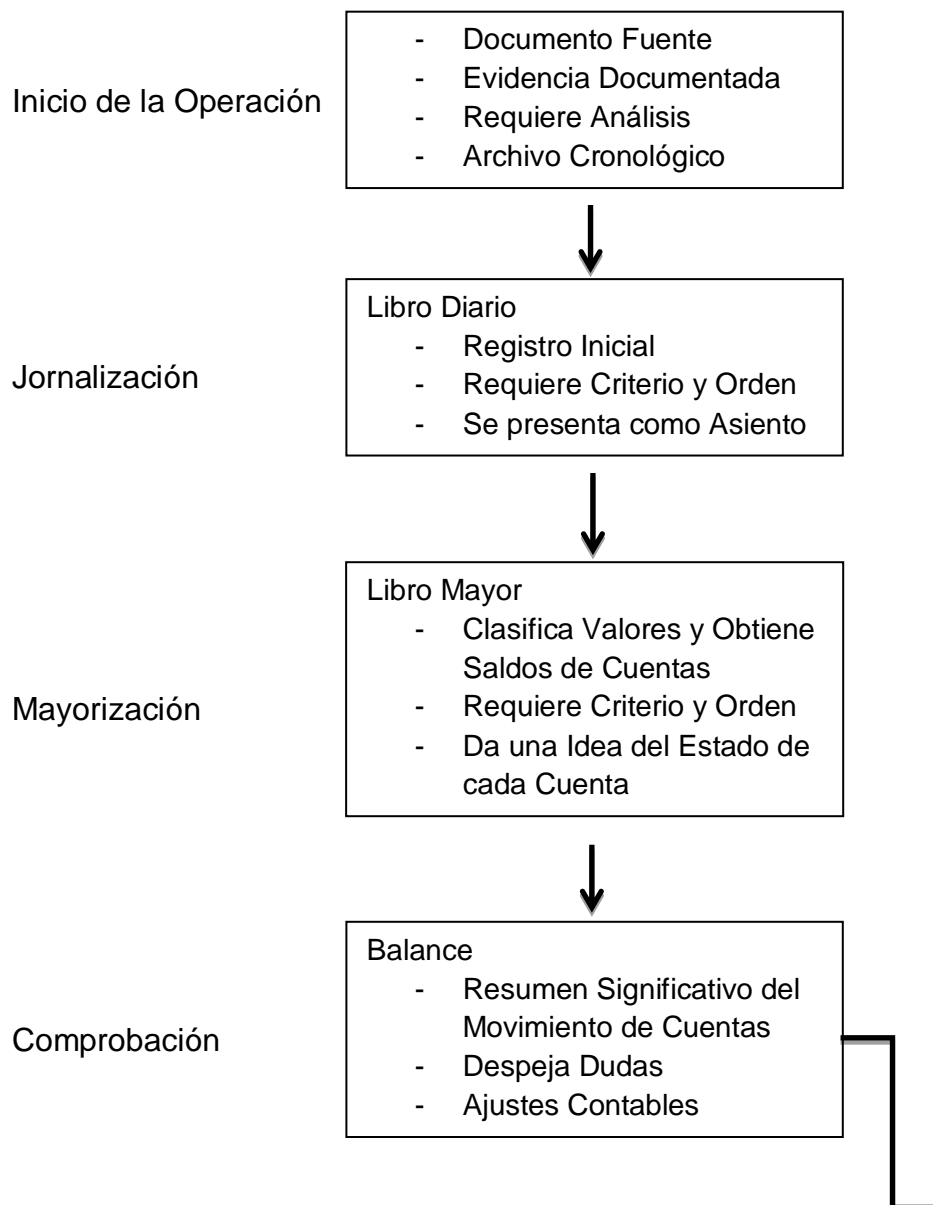 Inicio de la Operación
- Documento Fuente
- Evidencia Documentada
- Requiere Análisis
- Archivo Cronológico
Jornalización
Libro Diario
- Registro Inicial
- Requiere Criterio y Orden
- Se presenta como Asiento
Mayorización
Libro Mayor
- Clasifica Valores y Obtiene
Saldos de Cuentas
- Requiere Criterio y Orden
- Da una Idea del Estado de
cada Cuenta
Comprobación
Balance
- Resumen Significativo del
Movimiento de Cuentas
- Despeja Dudas
- Ajustes Contables